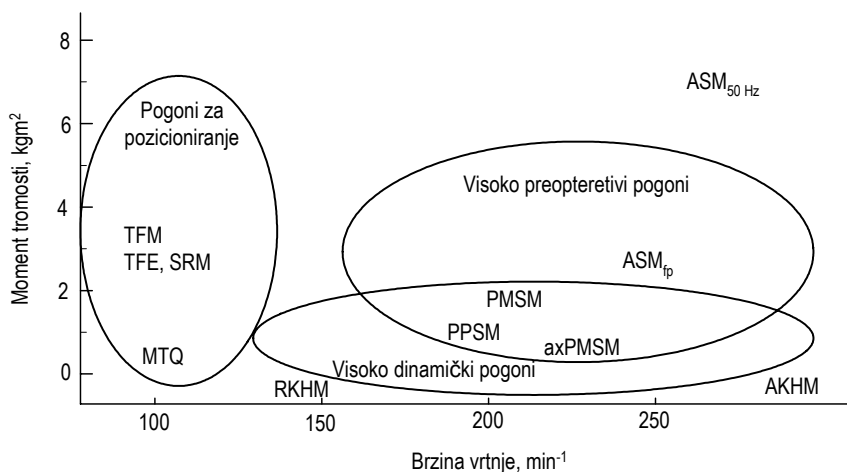 Moment tromosti, kgm²
8
6
4
2
0
Pogoni za
pozicioniranje
TFM
TFE, SRM
MTQ
ASM50 Hz
Visoko preopteretivi pogoni
ASMfp
PMSM
PPSM
axPMSM
Visoko dinamički pogoni
RKHM
AKHM
100
150
200
250
Brzina vrtnje, min-1